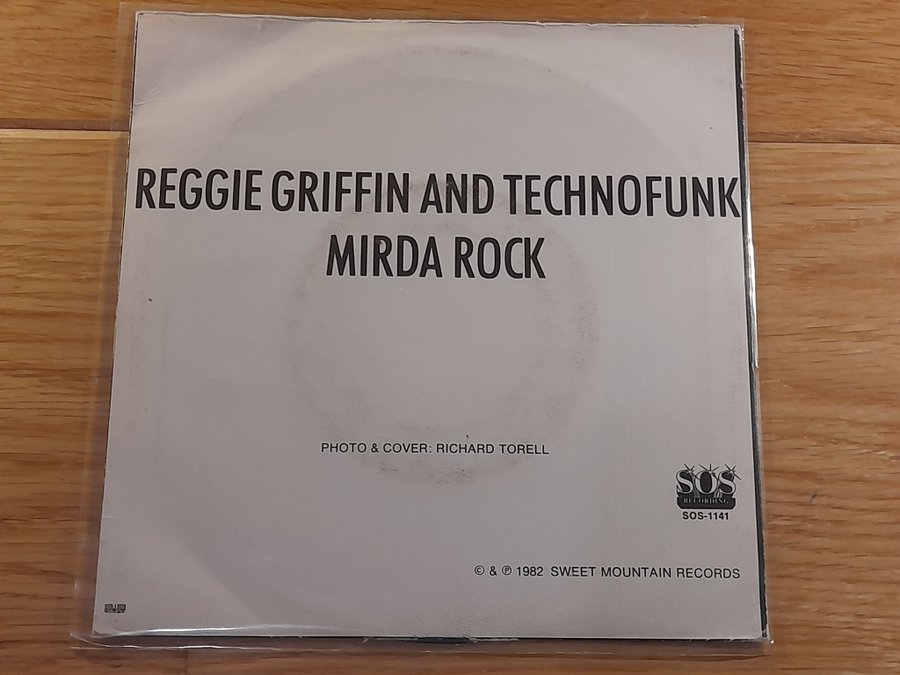 REGGIE GRIFFIN AND TECHNOFUNK
MIRDA ROCK
PHOTO & COVER: RICHARD TORELL
SOS
RECORDING
SOS-1141
© & ℗ 1982 SWEET MOUNTAIN RECORDS